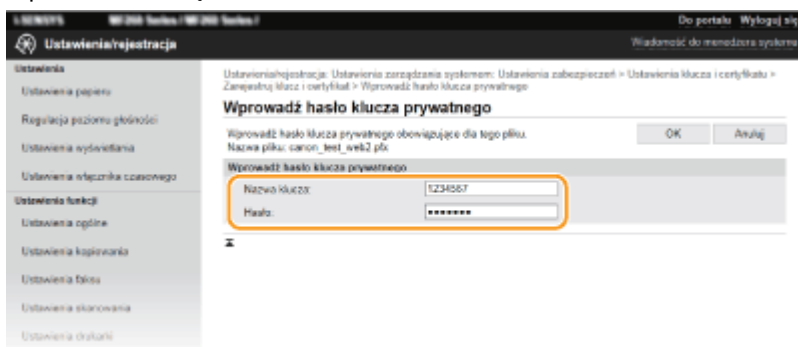 Do portalu Wyloguj się
Ustawienia/rejestracja
Wiadomość do menedżera systemu
Ustawienia
Ustawienia papieru
Regulacja poziomu głośności
Ustawienia wyświetlania
Ustawienia włącznika czasowego
Ustawienia funkcji
Ustawienia ogólne
Ustawienia kopiowania
Ustawienia faksu
Ustawienia skanowania
Ustawienia drukarki
Ustawienia/rejestracja: Ustawienia zarządzania systemem: Ustawienia zabezpieczeń > Ustawienia klucza i certyfikatu >
Zarejestruj klucz i certyfikat > Wprowadź hasło klucza prywatnego
Wprowadź hasło klucza prywatnego
Wprowadź hasło klucza prywatnego obowiązujące dla tego pliku.
Nazwa pliku: canon_test_web2.pfx
OK Anuluj
Wprowadź hasło klucza prywatnego
Nazwa klucza: 1234567
Hasło: •••••••